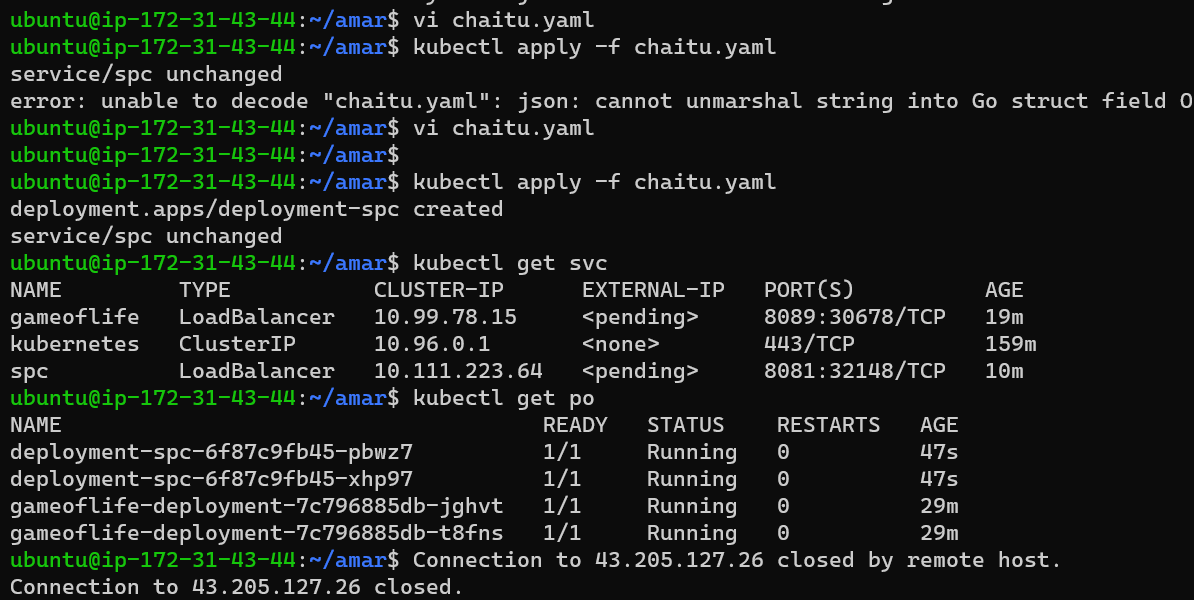 ubuntu@ip-172-31-43-44:~/amar$ vi chaitu.yaml
ubuntu@ip-172-31-43-44:~/amar$ kubectl apply -f chaitu.yaml
service/spc unchanged
error: unable to decode "chaitu.yaml": json: cannot unmarshal string into Go struct field O
ubuntu@ip-172-31-43-44:~/amar$ vi chaitu.yaml
ubuntu@ip-172-31-43-44:~/amar$
ubuntu@ip-172-31-43-44:~/amar$ kubectl apply -f chaitu.yaml
deployment.apps/deployment-spc created
service/spc unchanged
ubuntu@ip-172-31-43-44:~/amar$ kubectl get svc
NAME         TYPE           CLUSTER-IP      EXTERNAL-IP   PORT(S)          AGE
gameoflife   LoadBalancer   10.99.78.15     <pending>     8089:30678/TCP   19m
kubernetes   ClusterIP      10.96.0.1       <none>        443/TCP          159m
spc          LoadBalancer   10.111.223.64   <pending>     8081:32148/TCP   10m
ubuntu@ip-172-31-43-44:~/amar$ kubectl get po
NAME                                     READY   STATUS    RESTARTS   AGE
deployment-spc-6f87c9fb45-pbwz7          1/1     Running   0          47s
deployment-spc-6f87c9fb45-xhp97          1/1     Running   0          47s
gameoflife-deployment-7c796885db-jghvt   1/1     Running   0          29m
gameoflife-deployment-7c796885db-t8fns   1/1     Running   0          29m
ubuntu@ip-172-31-43-44:~/amar$ Connection to 43.205.127.26 closed by remote host.
Connection to 43.205.127.26 closed.